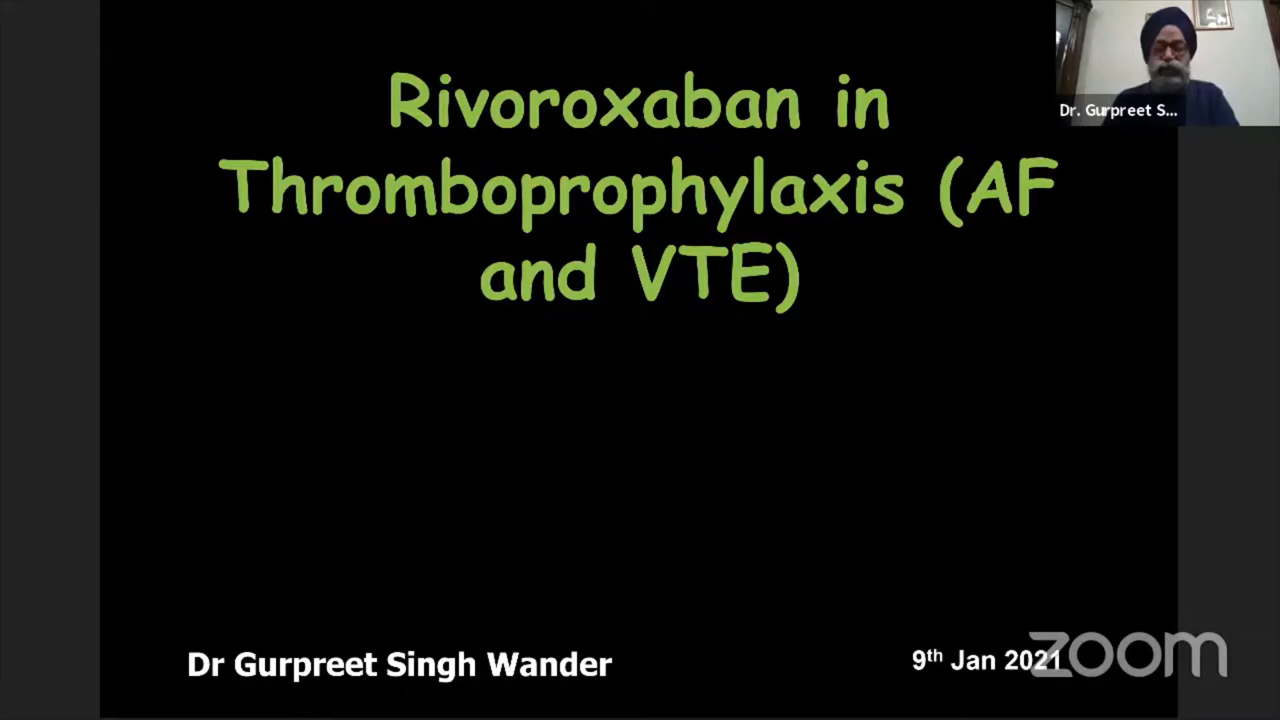 Rivoroxaban in
Thromboprophylaxis (AF
and VTE)
Dr. Gurpreet S...
Dr Gurpreet Singh Wander
9th Jan 2021
zoom